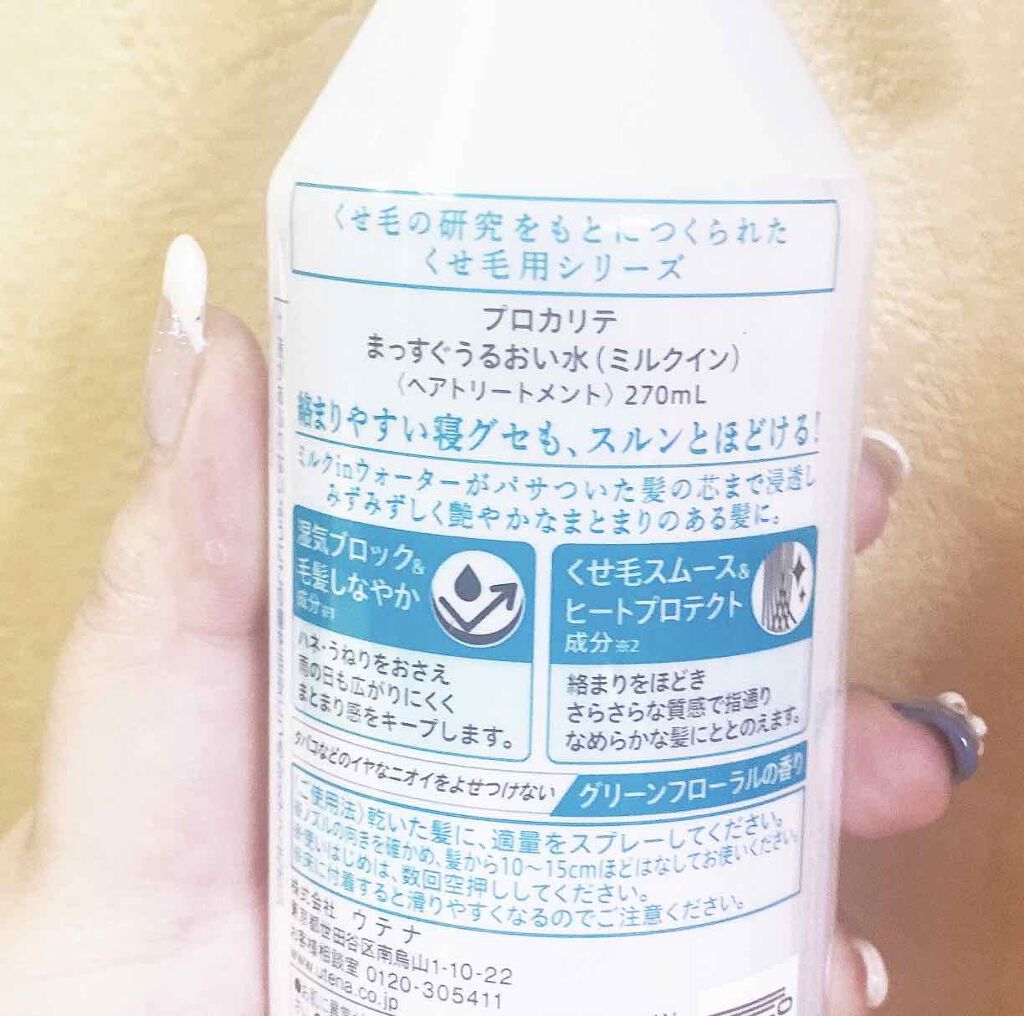 くせ毛の研究をもとにつくられた
くせ毛用シリーズ
プロカリテ
まっすぐうるおい水(ミルクイン)
〈ヘアトリートメント〉270mL
絡まりやすい寝グセも、スルンとほどける!
ミルクinウォーターがパサついた髪の芯まで浸透し
みずみずしく艶やかなまとまりのある髪に。
湿気ブロック&
毛髪しなやか
成分※1
ハネ・うねりをおさえ
雨の日も広がりにくく
まとまり感をキープします。
くせ毛スムース&
ヒートプロテクト
成分※2
絡まりをほどき
さらさらな質感で指通り
なめらかな髪にととのえます。
タバコなどのイヤなニオイをよせつけない
グリーンフローラルの香り
〈ご使用法〉乾いた髪に、適量をスプレーしてください。
※ノズルの向きを確かめ、髪から10～15cmほどはなしてお使いください。
※使いはじめは、数回空押ししてください。
※床に付着すると滑りやすくなるのでご注意ください。
株式会社 ウテナ
東京都世田谷区南烏山1-10-22
お客様相談室 0120-305411
www.utena.co.jp
●お肌に異常が